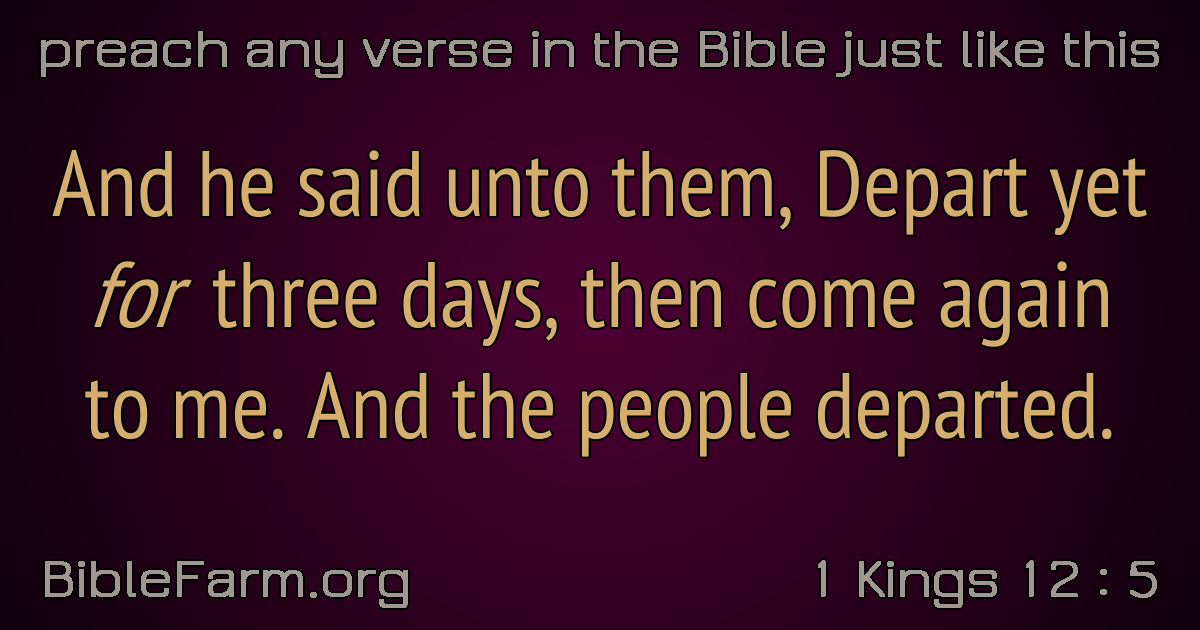 preach any verse in the Bible just like this
And he said unto them, Depart yet
for three days, then come again
to me. And the people departed.
BibleFarm.org
1 Kings 12 : 5